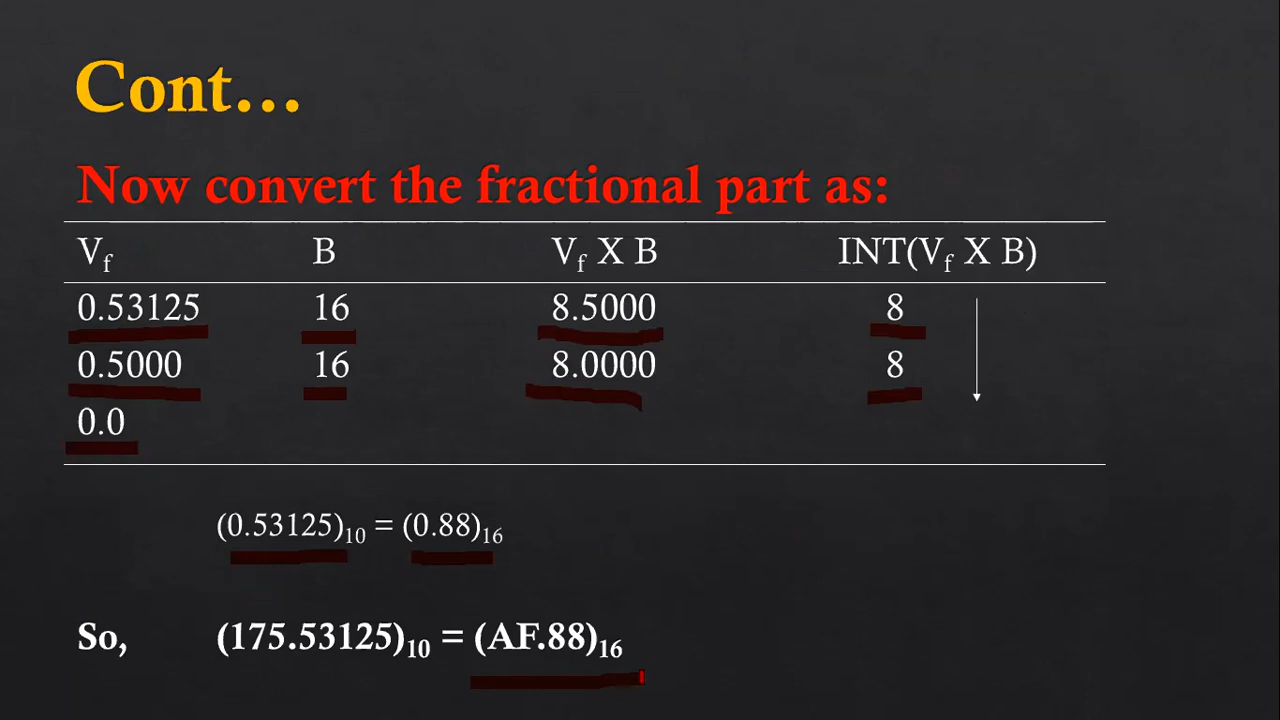 Cont...
Now convert the fractional part as:
V_f B V_f X B INT(V_f X B)
0.53125 16 8.5000 8
0.5000 16 8.0000 8
0.0
(0.53125)₁₀ = (0.88)₁₆
So, (175.53125)₁₀ = (AF.88)₁₆